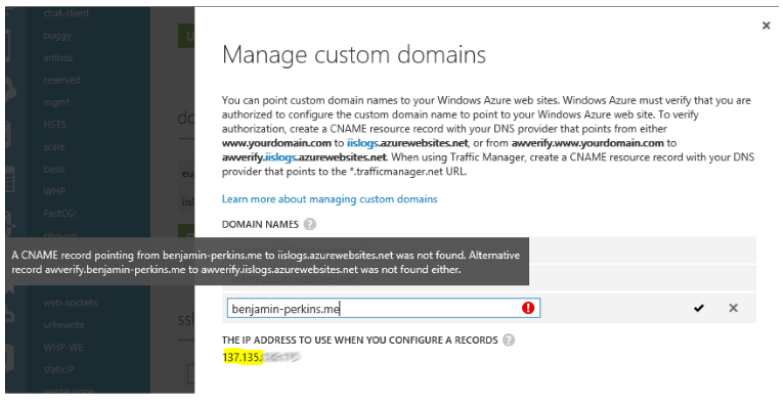 chat-client
buggy
antixss
reserved
mgmt
HSTS
scale
basic
WHP
FastCGI
web-sockets
urlrewrite
WHP-WE
staticIP
U
do
eu
iisl
ssl
×
Manage custom domains
You can point custom domain names to your Windows Azure web sites. Windows Azure must verify that you are
authorized to configure the custom domain name to point to your Windows Azure web site. To verify
authorization, create a CNAME resource record with your DNS provider that points from either
www.yourdomain.com to iislogs.azurewebsites.net, or from awverify.www.yourdomain.com to
awverify.iislogs.azurewebsites.net. When using Traffic Manager, create a CNAME resource record with your DNS
provider that points to the *.trafficmanager.net URL.
Learn more about managing custom domains
DOMAIN NAMES ?
A CNAME record pointing from benjamin-perkins.me to iislogs.azurewebsites.net was not found. Alternative
record awverify.benjamin-perkins.me to awverify.iislogs.azurewebsites.net was not found either.
benjamin-perkins.me
THE IP ADDRESS TO USE WHEN YOU CONFIGURE A RECORDS ?
137.135.